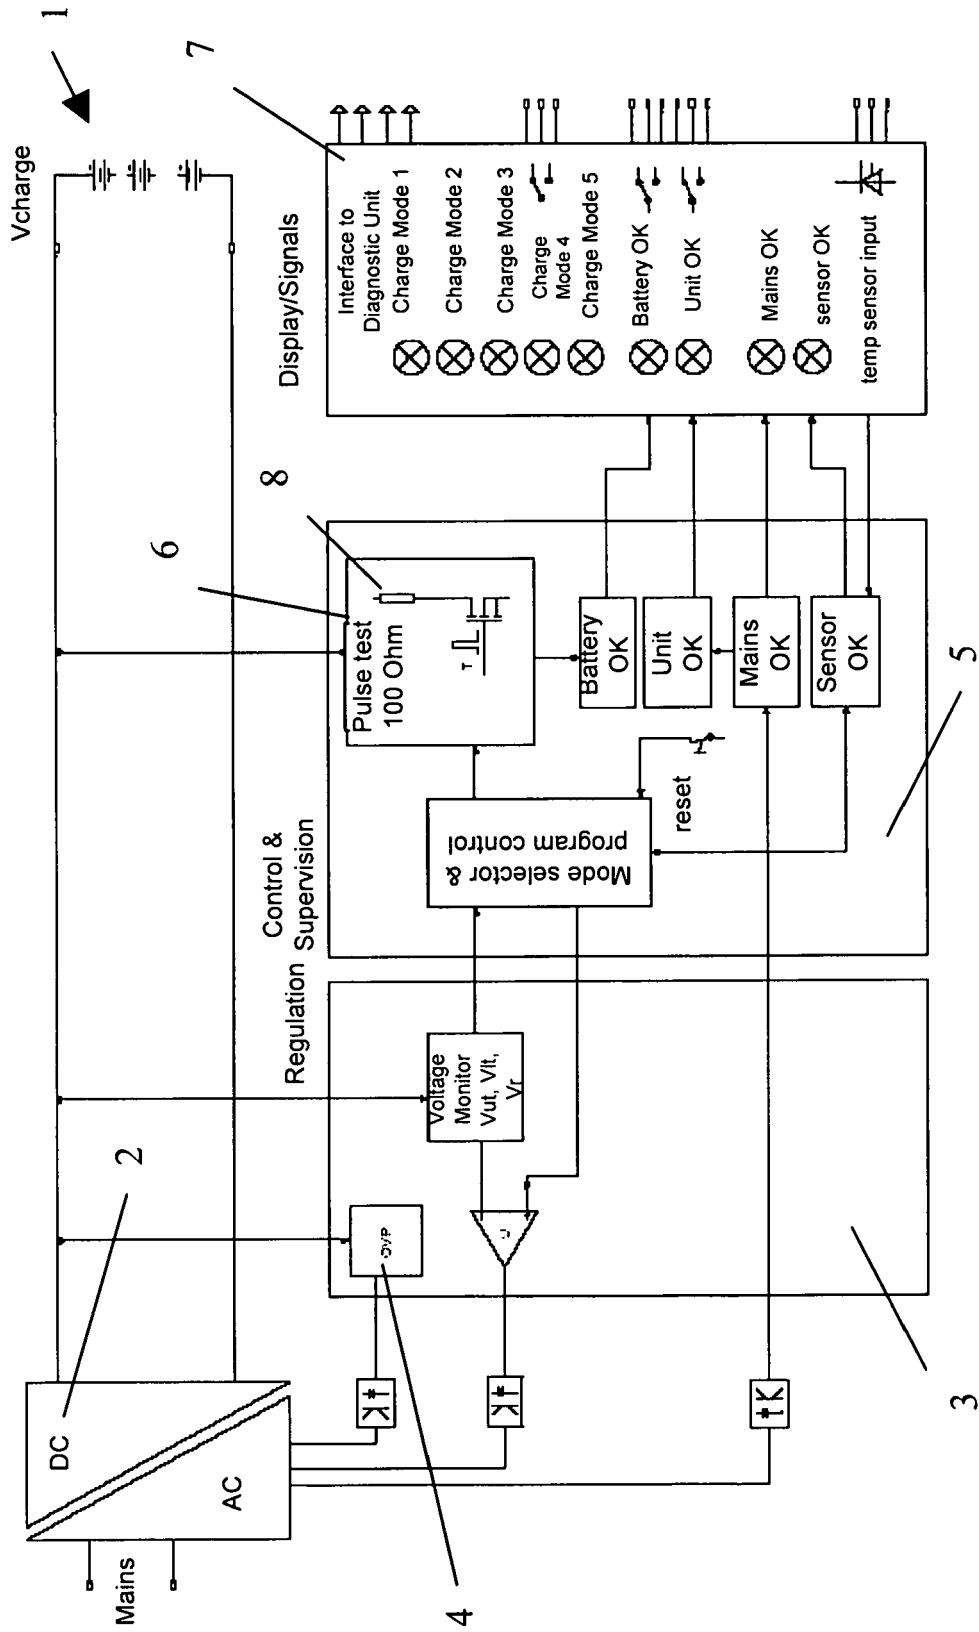 1
Vcharge
7
Display/Signals
Interface to
Diagnostic Unit
Charge Mode 1
Charge Mode 2
Charge Mode 3
Charge
Mode 4
Charge Mode 5
Battery OK
Unit OK
Mains OK
sensor OK
temp sensor input
8
6
Pulse test
100 Ohm
T
Battery
OK
Unit
OK
Mains
OK
Sensor
OK
5
Control &
Supervision
Mode selector &
program control
reset
Regulation
Voltage
Monitor
Vut, Vlt,
Vr
2
OVP
U
3
DC
AC
Mains
4